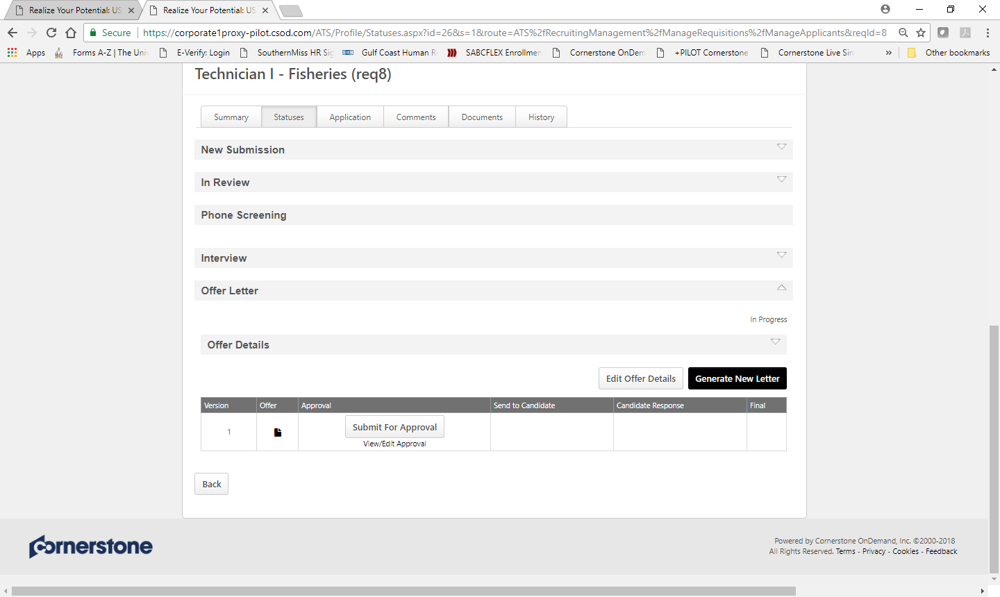 Realize Your Potential: US
Realize Your Potential: US
Secure
https://corporate1proxy-pilot.csod.com/ATS/Profile/Statuses.aspx?id=26&s=1&route=ATS%2fRecruitingManagement%2fManageRequisitions%2fManageApplicants&reqId=8
Apps
Forms A-Z | The Uni
E-Verify: Login
SouthernMiss HR Sig
Gulf Coast Human R
SABCFLEX Enrollmen
Cornerstone OnDem
+PILOT Cornerstone
Cornerstone Live Sin
»
Other bookmarks
Technician I - Fisheries (req8)
Summary
Statuses
Application
Comments
Documents
History
New Submission
In Review
Phone Screening
Interview
Offer Letter
In Progress
Offer Details
Edit Offer Details
Generate New Letter
Version
Offer
Approval
Send to Candidate
Candidate Response
Final
1
Submit For Approval
View/Edit Approval
Back
Cornerstone
Powered by Cornerstone OnDemand, Inc. ©2000-2018
All Rights Reserved. Terms - Privacy - Cookies - Feedback